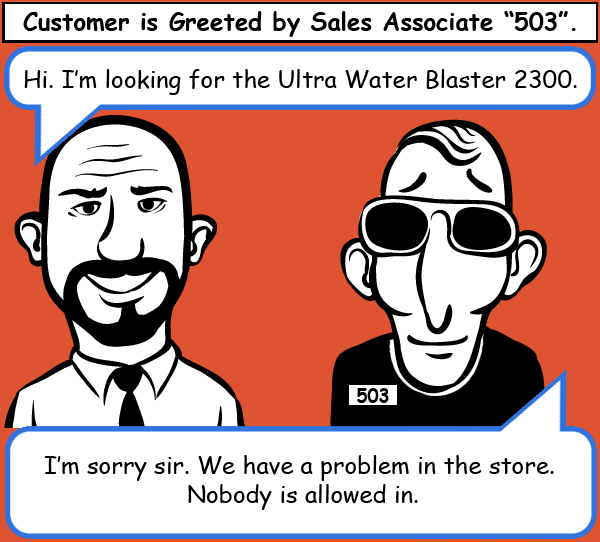 Customer is Greeted by Sales Associate “503”.
Hi. I’m looking for the Ultra Water Blaster 2300.
503
I’m sorry sir. We have a problem in the store.
Nobody is allowed in.